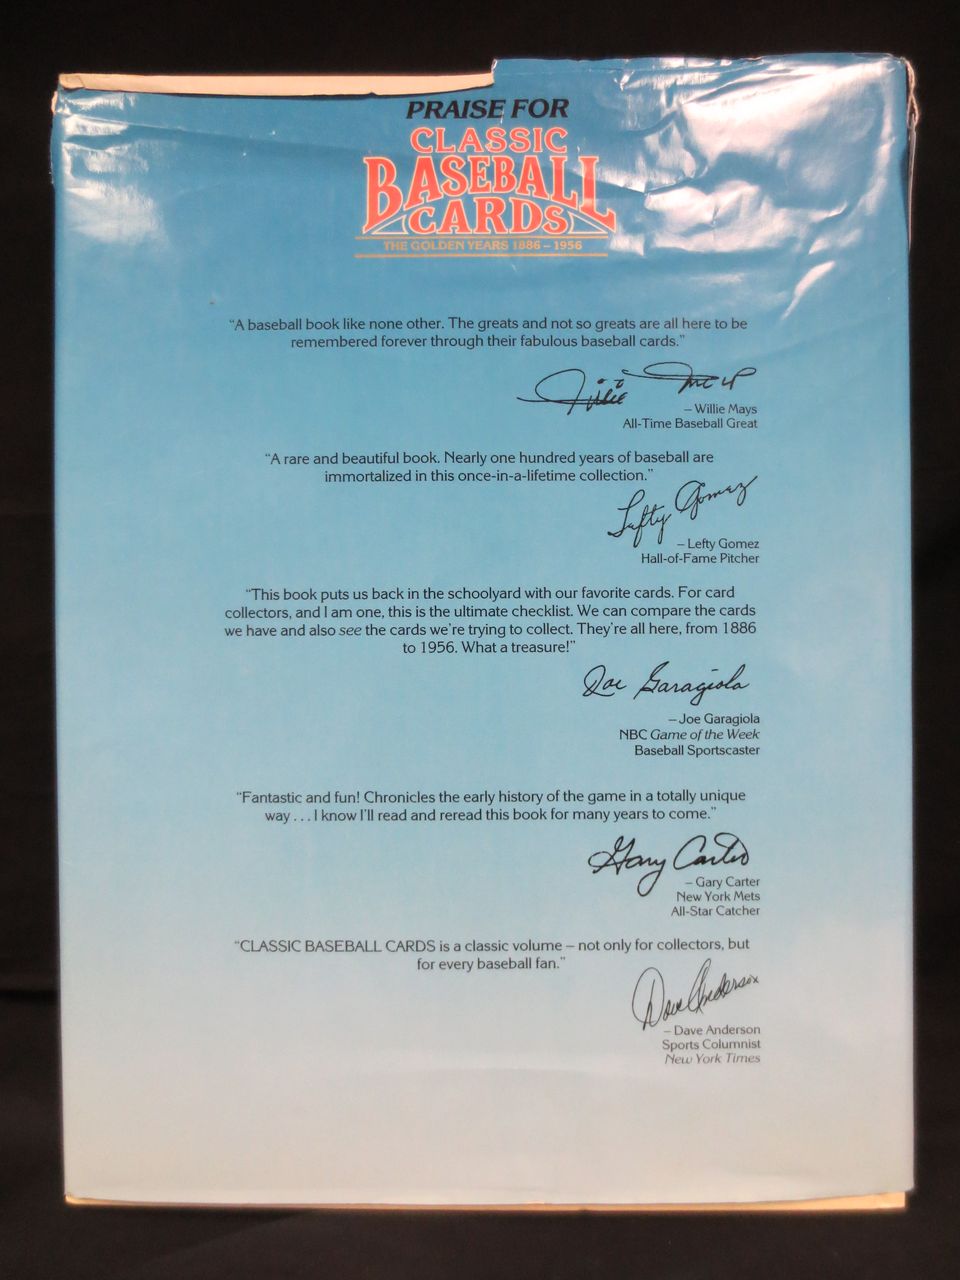 PRAISE FOR
CLASSIC
BASEBALL
CARDS
THE GOLDEN YEARS 1886 – 1956
“A baseball book like none other. The greats and not so greats are all here to be
remembered forever through their fabulous baseball cards.”
Willie Mays
– Willie Mays
All-Time Baseball Great
“A rare and beautiful book. Nearly one hundred years of baseball are
immortalized in this once-in-a-lifetime collection.”
Lefty Gomez
– Lefty Gomez
Hall-of-Fame Pitcher
“This book puts us back in the schoolyard with our favorite cards. For card
collectors, and I am one, this is the ultimate checklist. We can compare the cards
we have and also see the cards we're trying to collect. They're all here, from 1886
to 1956. What a treasure!”
Joe Garagiola
– Joe Garagiola
NBC Game of the Week
Baseball Sportscaster
“Fantastic and fun! Chronicles the early history of the game in a totally unique
way . . . I know I'll read and reread this book for many years to come.”
Gary Carter
– Gary Carter
New York Mets
All-Star Catcher
“CLASSIC BASEBALL CARDS is a classic volume – not only for collectors, but
for every baseball fan.”
Dave Anderson
– Dave Anderson
Sports Columnist
New York Times